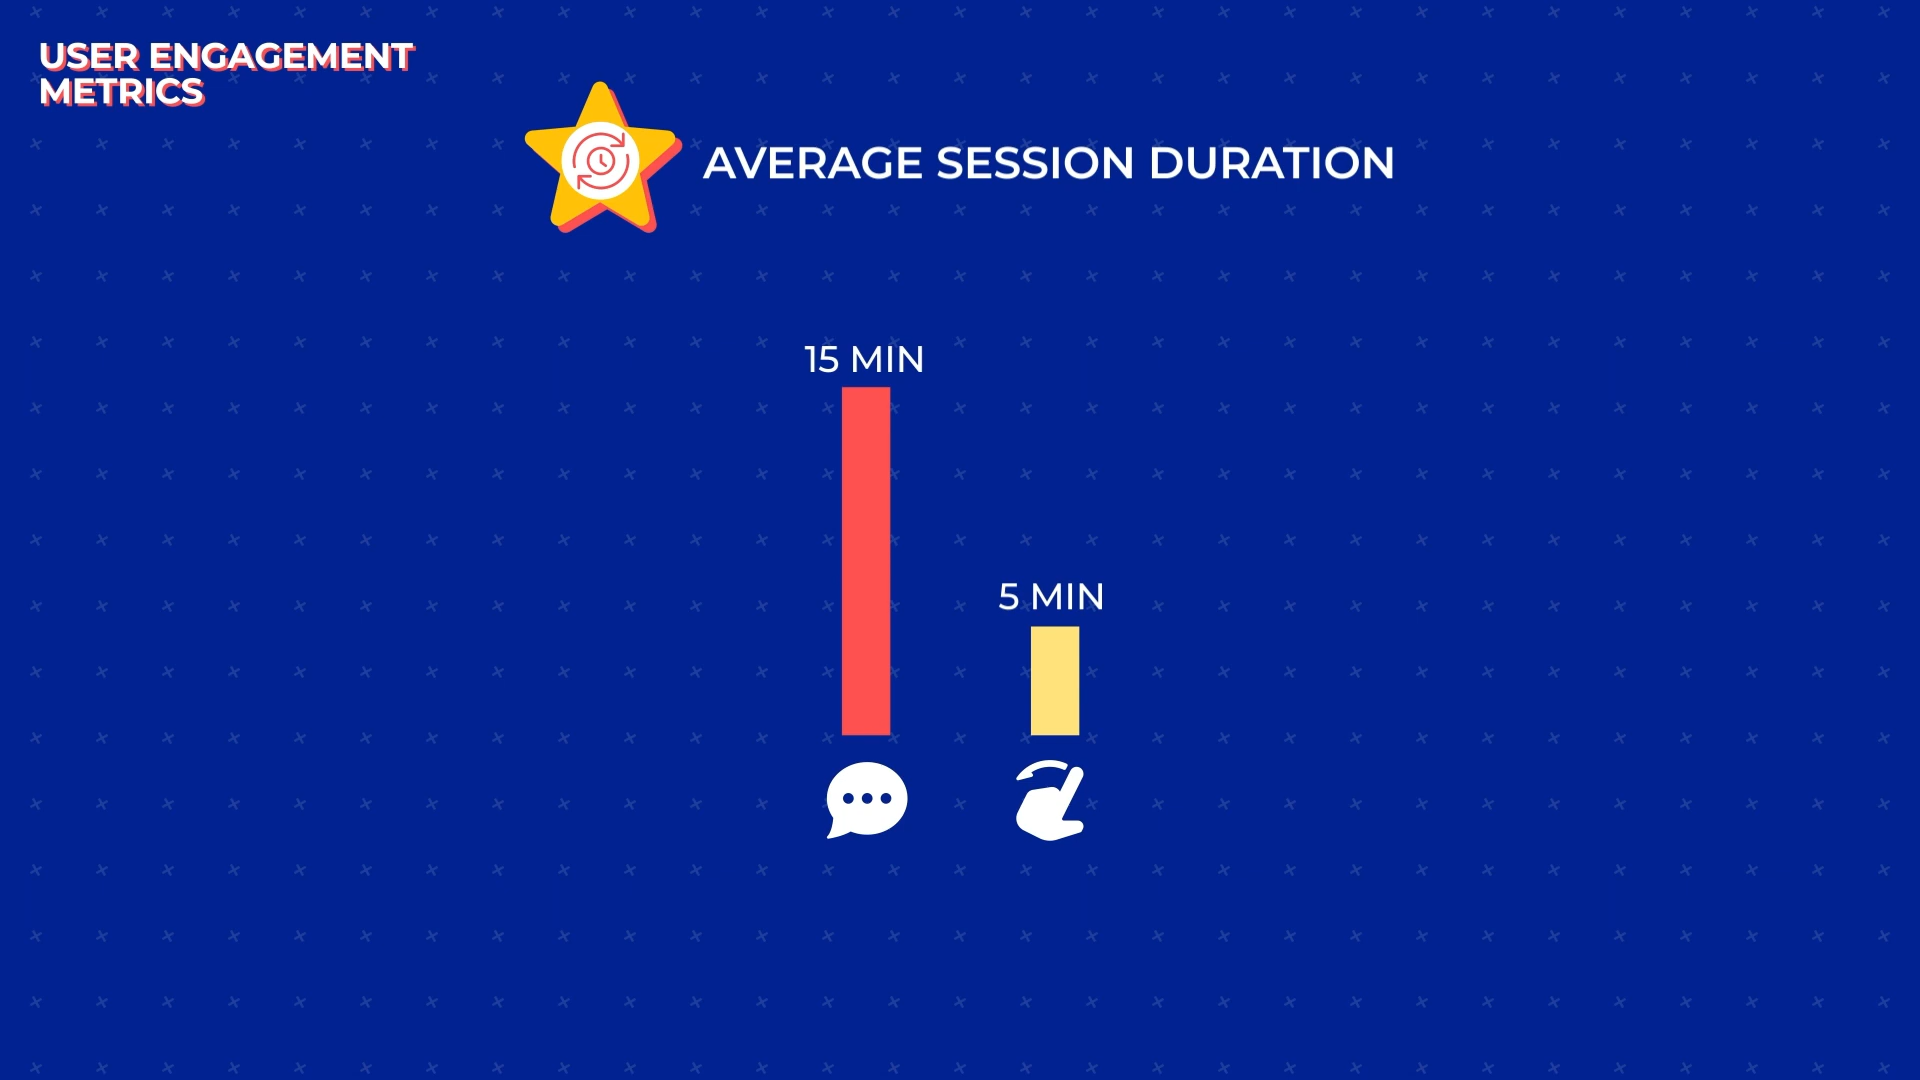 USER ENGAGEMENT
METRICS
AVERAGE SESSION DURATION
15 MIN
5 MIN